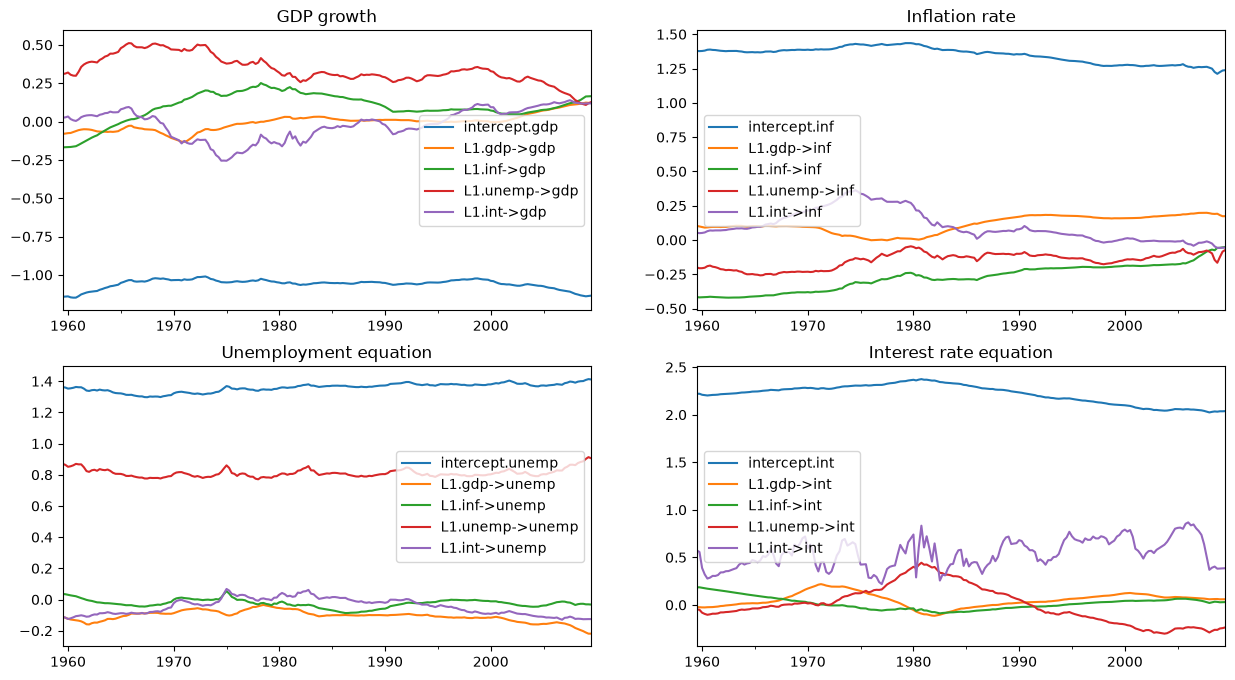 GDP growth
0.50
0.25
0.00
−0.25
−0.50
−0.75
−1.00
intercept.gdp
L1.gdp->gdp
L1.inf->gdp
L1.unemp->gdp
L1.int->gdp
1960 1970 1980 1990 2000
Inflation rate
1.50
1.25
1.00
0.75
0.50
0.25
0.00
−0.25
−0.50
intercept.inf
L1.gdp->inf
L1.inf->inf
L1.unemp->inf
L1.int->inf
1960 1970 1980 1990 2000
Unemployment equation
1.4
1.2
1.0
0.8
0.6
0.4
0.2
0.0
−0.2
intercept.unemp
L1.gdp->unemp
L1.inf->unemp
L1.unemp->unemp
L1.int->unemp
1960 1970 1980 1990 2000
Interest rate equation
2.5
2.0
1.5
1.0
0.5
0.0
intercept.int
L1.gdp->int
L1.inf->int
L1.unemp->int
L1.int->int
1960 1970 1980 1990 2000